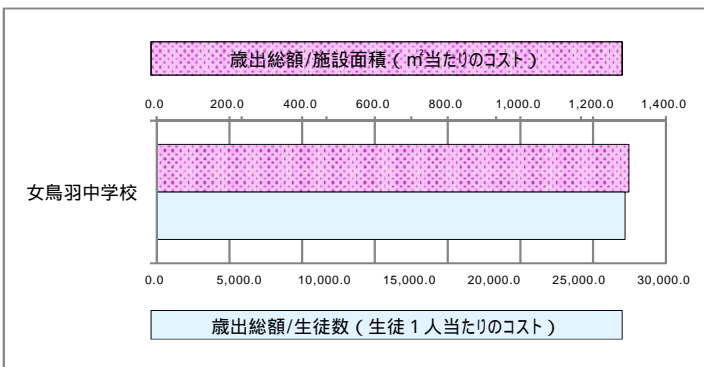 歳出総額/施設面積（㎡当たりのコスト）
0.0 200.0 400.0 600.0 800.0 1,000.0 1,200.0 1,400.0
女鳥羽中学校
0.0 5,000.0 10,000.0 15,000.0 20,000.0 25,000.0 30,000.0
歳出総額/生徒数（生徒１人当たりのコスト）